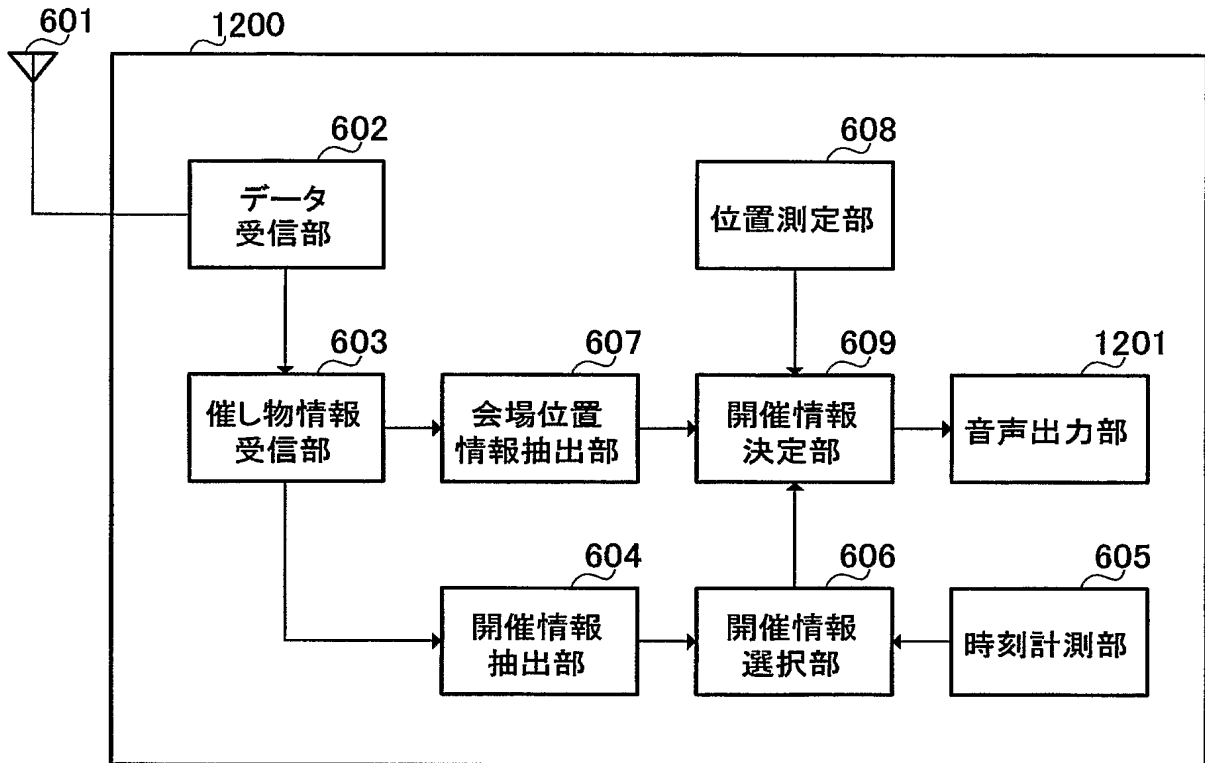 601
1200
602
データ
受信部
608
位置測定部
603
催し物情報
受信部
607
会場位置
情報抽出部
609
開催情報
決定部
1201
音声出力部
604
開催情報
抽出部
606
開催情報
選択部
605
時刻計測部